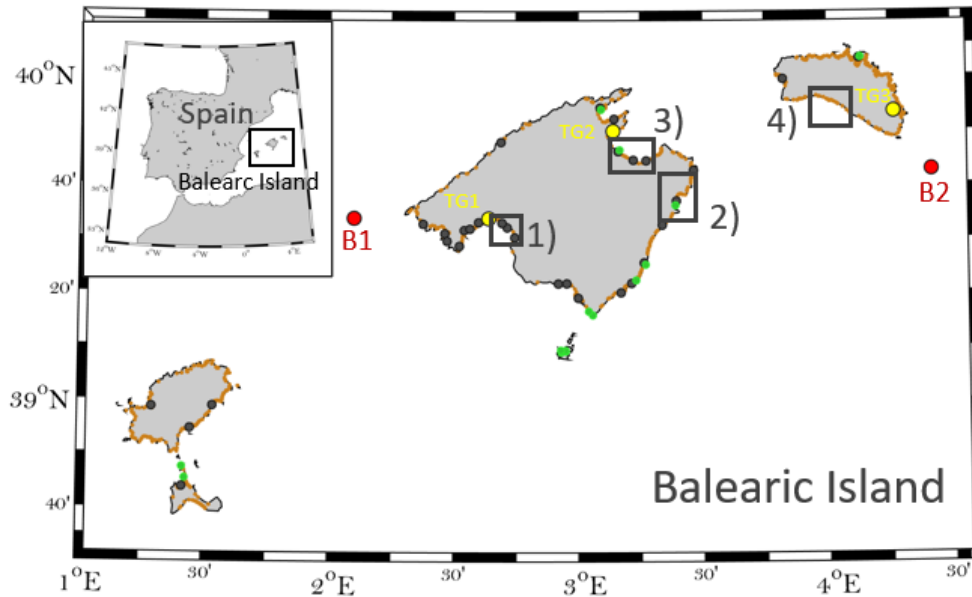 40°N
Spain
Balearc Island
TG3
TG2
3)
4)
40'
TG1
B1
B2
1)
2)
20'
39°N
40'
Balearic Island
1°E
30'
2°E
30'
3°E
30'
4°E
30'